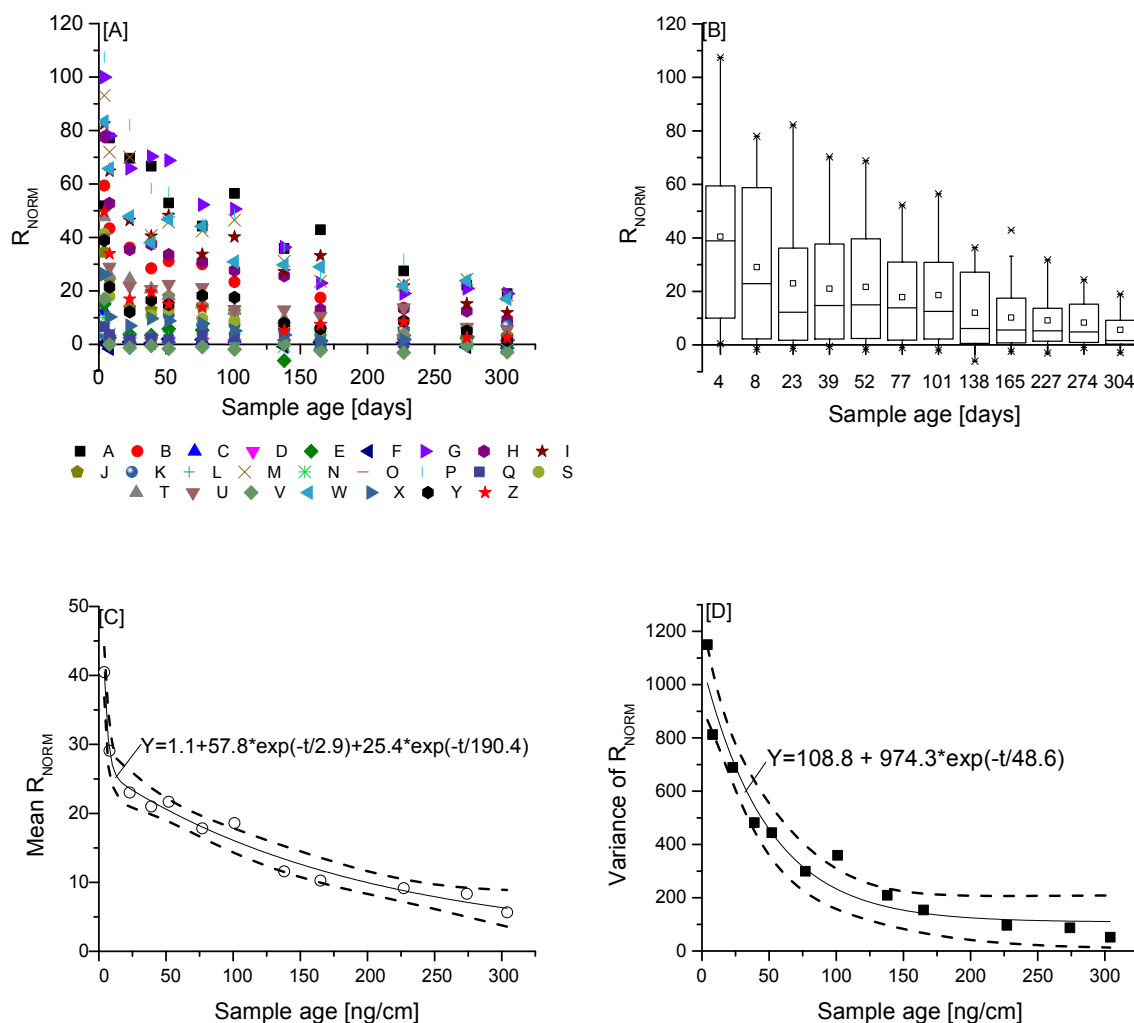 [A]
R_NORM
120
100
80
60
40
20
0
0 50 100 150 200 250 300
Sample age [days]
A B C D E F G H I
J K L M N O P Q S
T U V W X Y Z
[B]
R_NORM
120
100
80
60
40
20
0
4 8 23 39 52 77 101 138 165 227 274 304
Sample age [days]
[C]
Mean R_NORM
50
40
30
20
10
0
Y=1.1+57.8*exp(-t/2.9)+25.4*exp(-t/190.4)
0 50 100 150 200 250 300
Sample age [ng/cm]
[D]
Variance of R_NORM
1200
1000
800
600
400
200
0
Y=108.8 + 974.3*exp(-t/48.6)
0 50 100 150 200 250 300
Sample age [ng/cm]